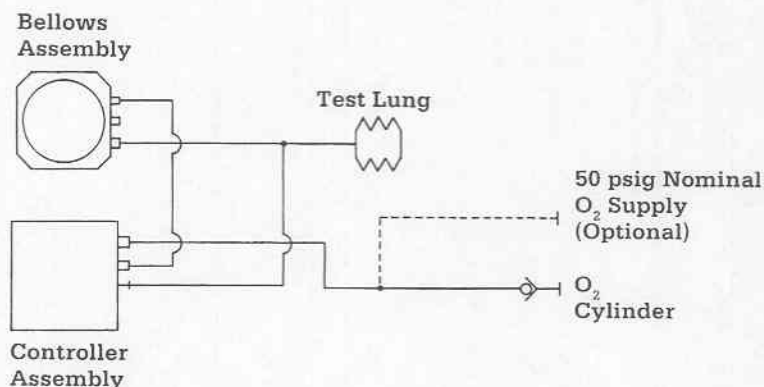 Bellows
Assembly
Test Lung
50 psig Nominal
O₂ Supply
(Optional)
O₂
Cylinder
Controller
Assembly